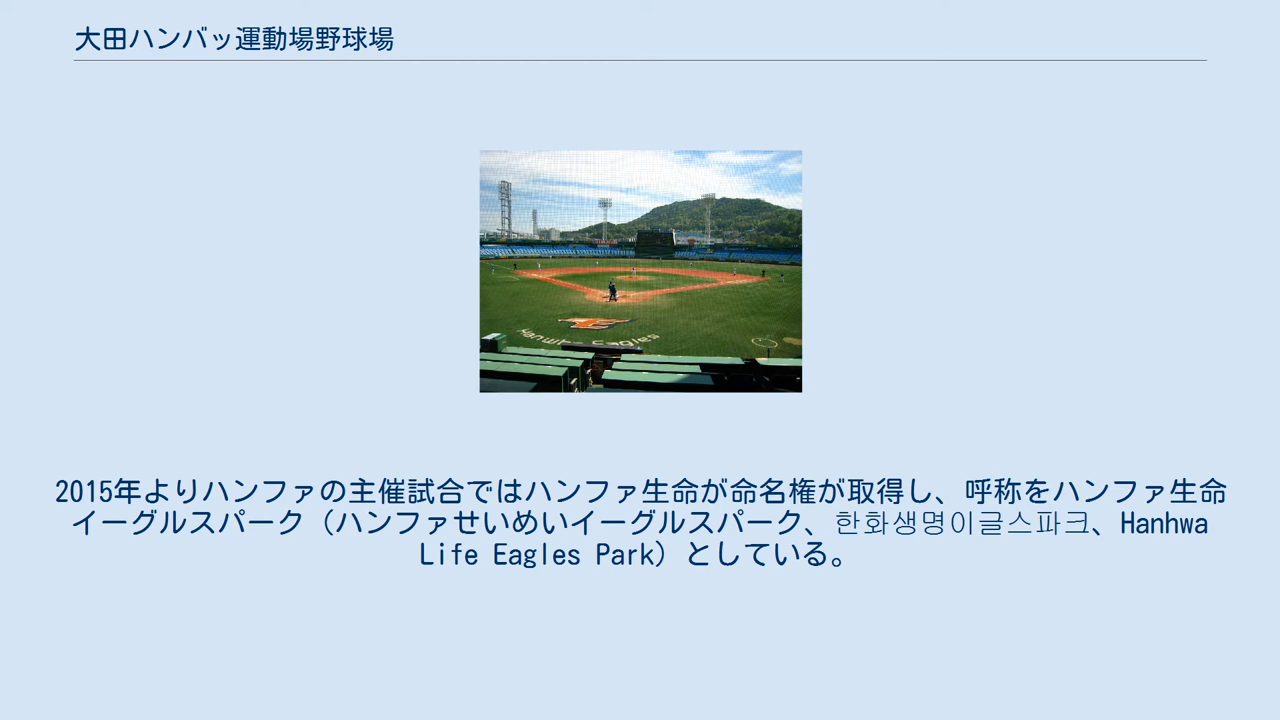 大田ハンバッ運動場野球場
Hanwha Eagles
2015年よりハンファの主催試合ではハンファ生命が命名権が取得し、呼称をハンファ生命
イーグルスパーク（ハンファせいめいイーグルスパーク、한화생명이글스파크、Hanhwa
Life Eagles Park）としている。